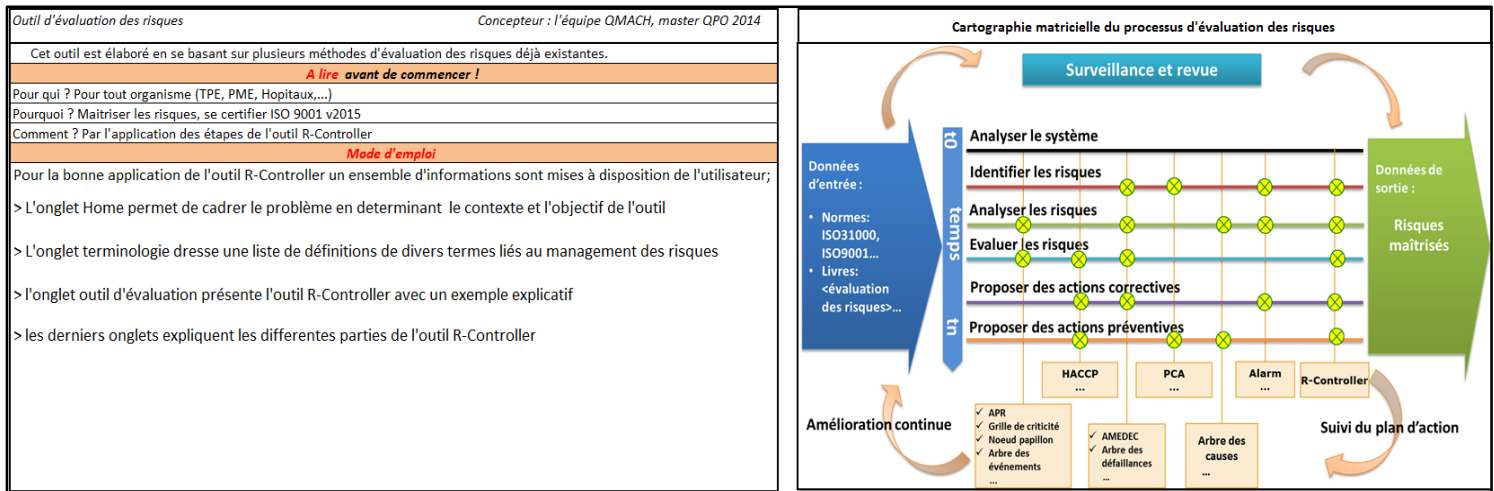 Outil d'évaluation des risques
Concepteur : l'équipe QMACH, master QPO 2014
Cet outil est élaboré en se basant sur plusieurs méthodes d'évaluation des risques déjà existantes.
A lire avant de commencer !
Pour qui ? Pour tout organisme (TPE, PME, Hopitaux,...)
Pourquoi ? Maitriser les risques, se certifier ISO 9001 v2015
Comment ? Par l'application des étapes de l'outil R-Controller
Mode d'emploi
Pour la bonne application de l'outil R-Controller un ensemble d'informations sont mises à disposition de l'utilisateur;
> L'onglet Home permet de cadrer le problème en determinant le contexte et l'objectif de l'outil
> L'onglet terminologie dresse une liste de définitions de divers termes liés au management des risques
> l'onglet outil d'évaluation présente l'outil R-Controller avec un exemple explicatif
> les derniers onglets expliquent les differentes parties de l'outil R-Controller
Cartographie matricielle du processus d'évaluation des risques
Surveillance et revue
Données
d'entrée :
• Normes:
ISO31000,
ISO9001...
• Livres:
<évaluation
des risques>...
t0
temps
tn
Analyser le système
Identifier les risques
Analyser les risques
Evaluer les risques
Proposer des actions correctives
Proposer des actions préventives
Données de
sortie :
Risques
maîtrisés
HACCP
...
PCA
...
Alarm
...
R-Controller
Amélioration continue
✓ APR
✓ Grille de criticité
✓ Noeud papillon
✓ Arbre des
événements
...
✓ AMEDEC
✓ Arbre des
défaillances
...
Arbre des
causes
...
Suivi du plan d'action